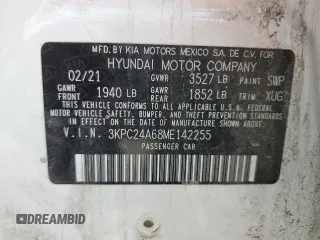 MFD BY KIA MOTORS MEXICO S.A. DE C.V. FOR
HYUNDAI MOTOR COMPANY
02/21 GVWR 3527 LB PAINT SWP
GAWR FRONT 1940 LB GAWR REAR 1852 LB TRIM XUG
THIS VEHICLE CONFORMS TO ALL APPLICABLE U.S. FEDERAL
MOTOR VEHICLE SAFETY, BUMPER, AND THEFT PREVENTION
STANDARDS IN EFFECT ON THE DATE OF MANUFACTURE
SHOWN ABOVE.
V.I.N. 3KPC24A68ME142255
PASSENGER CAR
DREAMBID